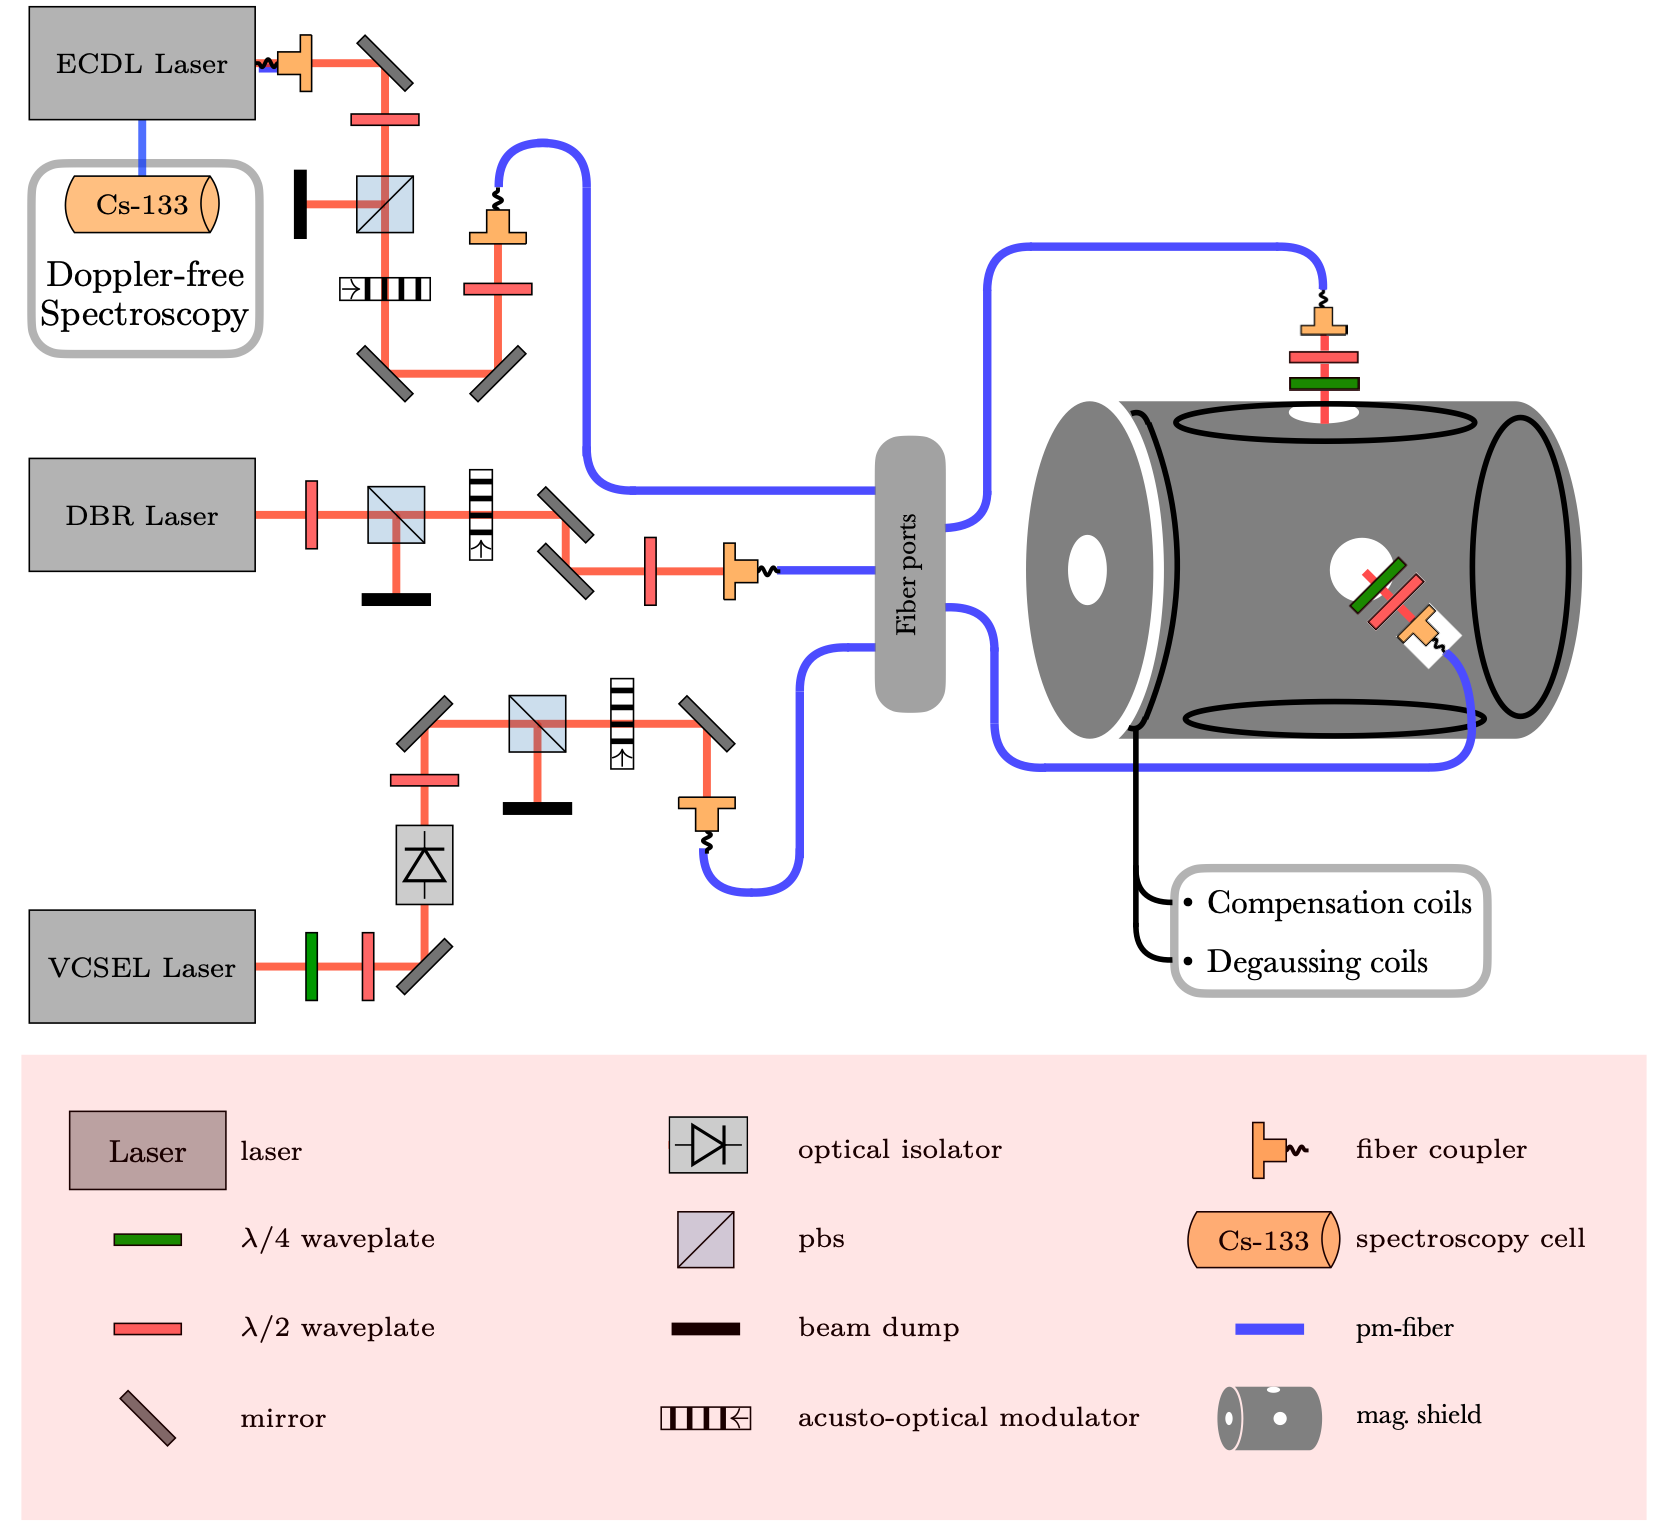 ECDL Laser
Cs-133
Doppler-free
Spectroscopy
DBR Laser
Fiber ports
VCSEL Laser
• Compensation coils
• Degaussing coils
Laser laser
optical isolator
fiber coupler
λ/4 waveplate
pbs
Cs-133 spectroscopy cell
λ/2 waveplate
beam dump
pm-fiber
mirror
acusto-optical modulator
mag. shield